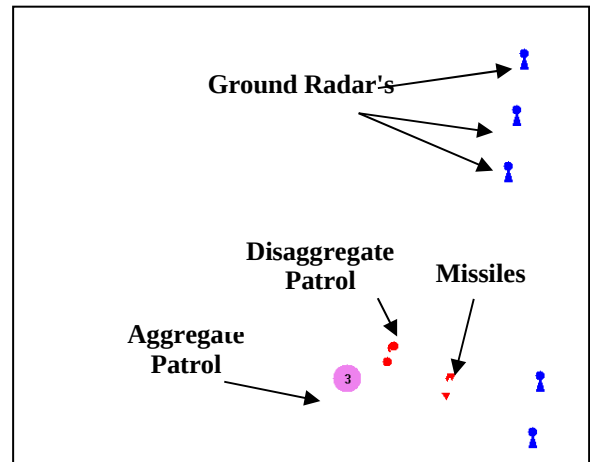 Ground Radar's
Disaggregate
Patrol
Missiles
Aggregate
Patrol
3